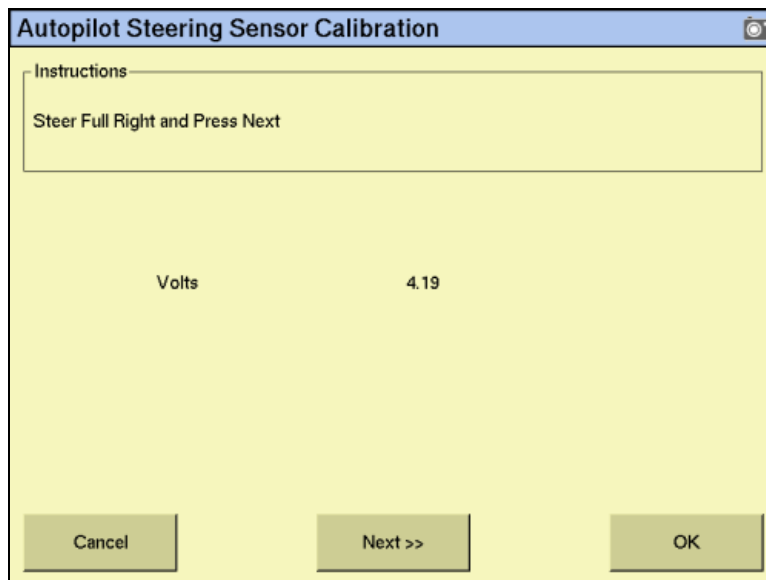 Autopilot Steering Sensor Calibration
Instructions
Steer Full Right and Press Next
Volts 4.19
Cancel Next >> OK